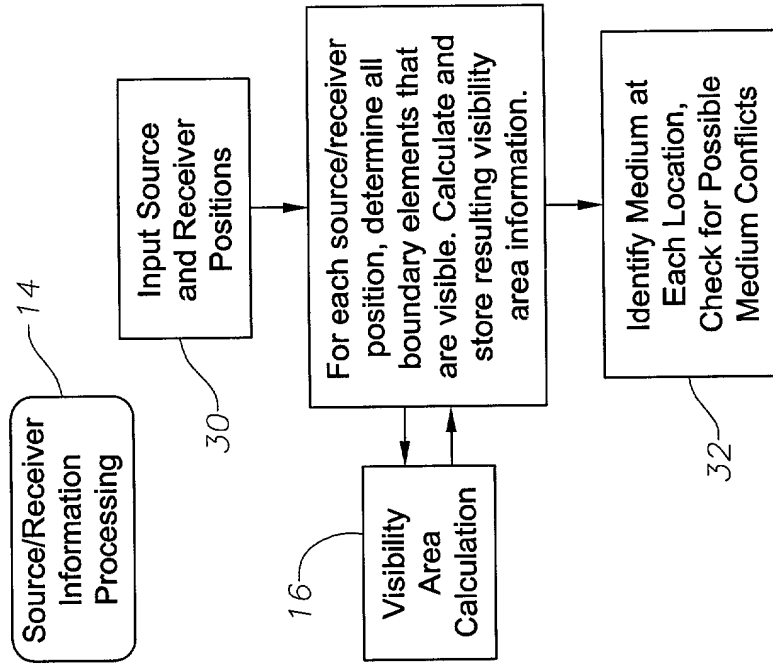 Source/Receiver
Information
Processing
14
Input Source
and Receiver
Positions
30
For each source/receiver
position, determine all
boundary elements that
are visible. Calculate and
store resulting visibility
area information.
16
Visibility
Area
Calculation
Identify Medium at
Each Location,
Check for Possible
Medium Conflicts
32